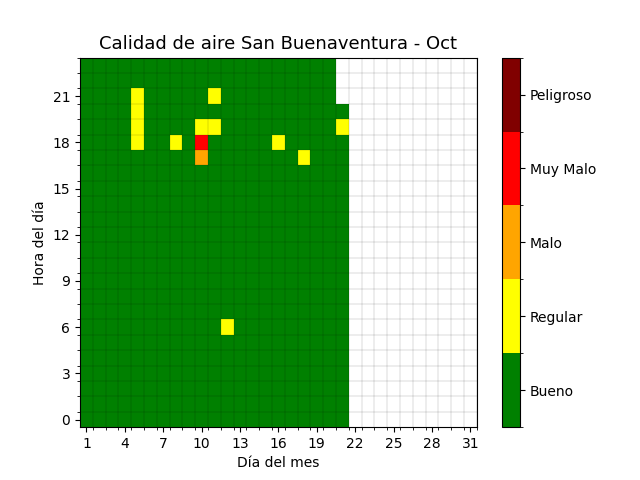 Calidad de aire San Buenaventura - Oct
Hora del día
21
18
15
12
9
6
3
0
1 4 7 10 13 16 19 22 25 28 31
Día del mes
Peligroso
Muy Malo
Malo
Regular
Bueno